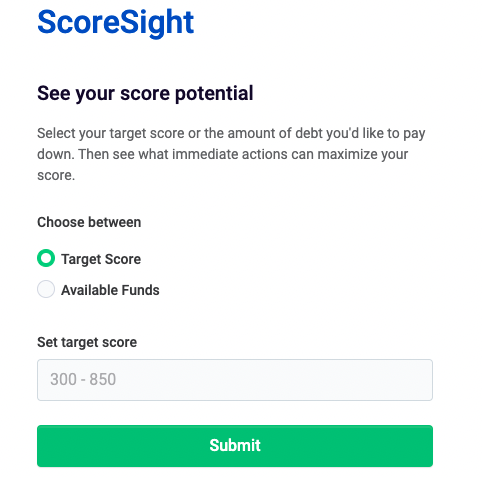 ScoreSight
See your score potential
Select your target score or the amount of debt you'd like to pay
down. Then see what immediate actions can maximize your
score.
Choose between
Target Score
Available Funds
Set target score
300 - 850
Submit